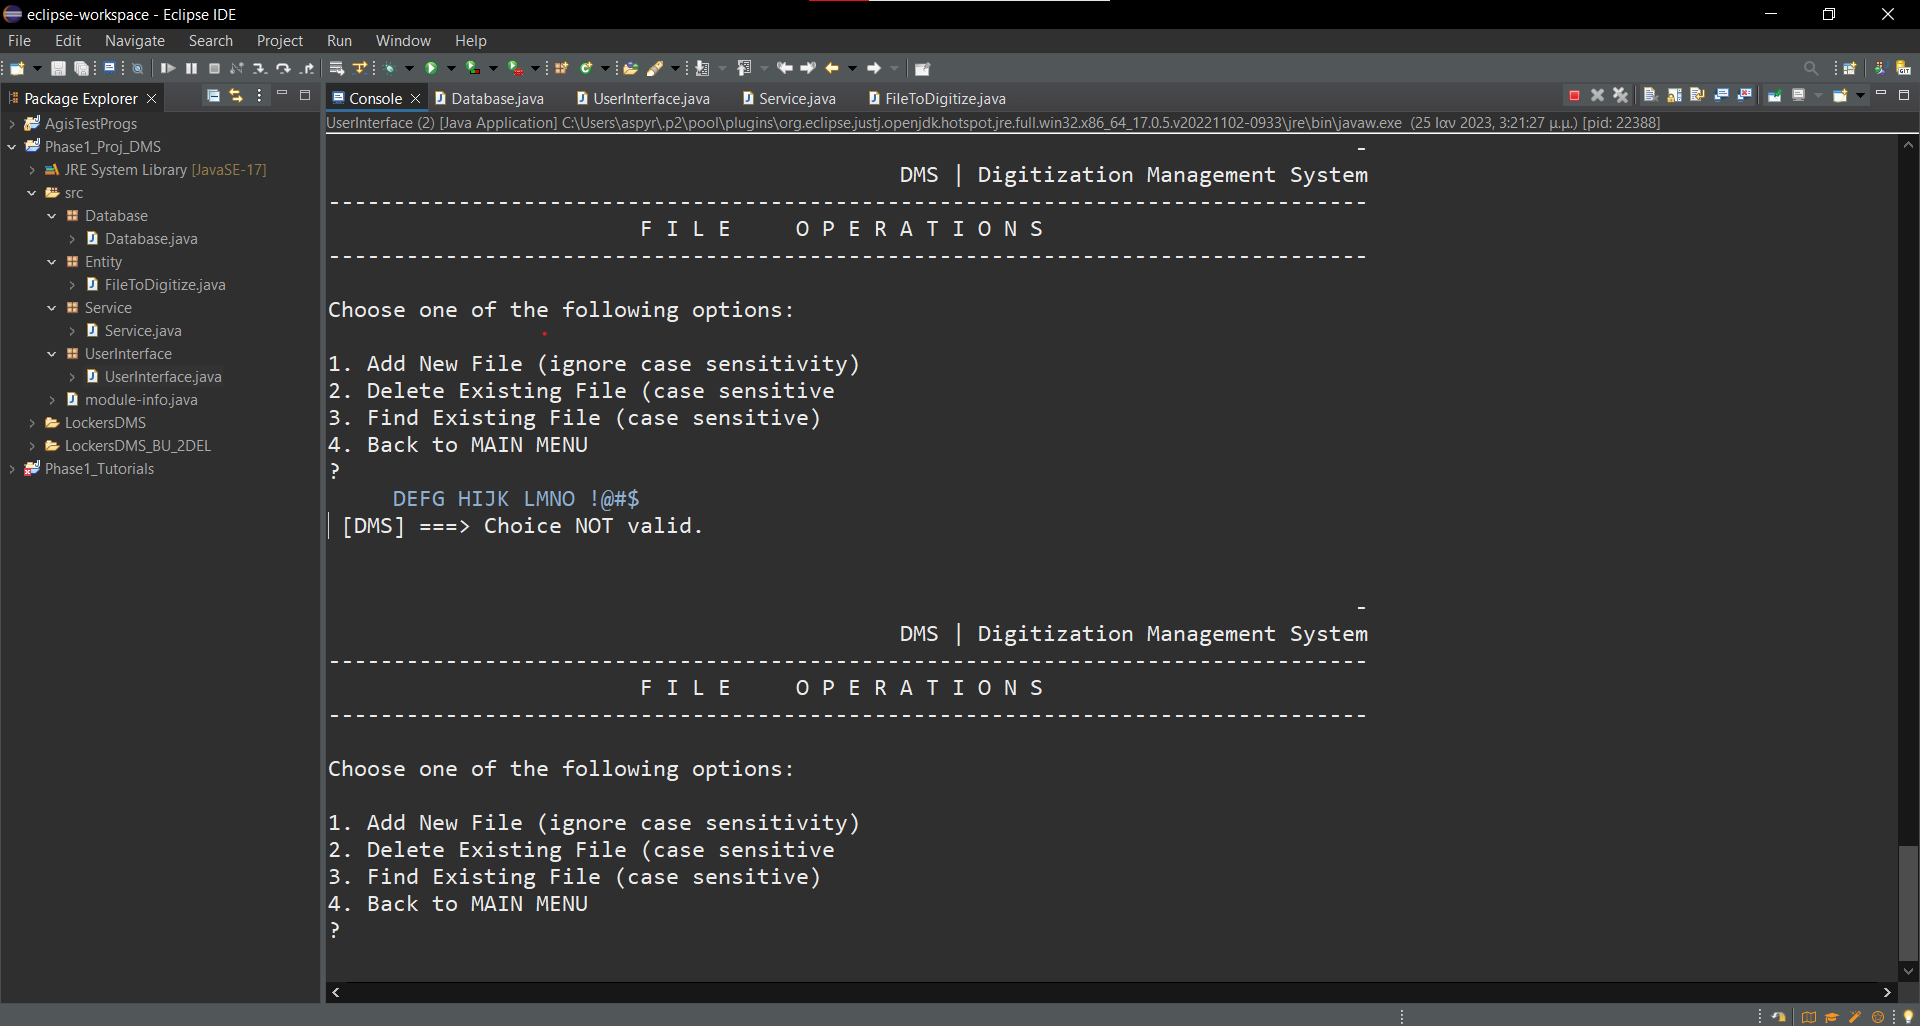 eclipse-workspace - Eclipse IDE
File Edit Navigate Search Project Run Window Help
Package Explorer
Console Database.java UserInterface.java Service.java FileToDigitize.java
UserInterface (2) [Java Application] C:\Users\aspyr\.p2\pool\plugins\org.eclipse.justj.openjdk.hotspot.jre.full.win32.x86_64_17.0.5.v20221102-0933\jre\bin\javaw.exe (25 Ιαν 2023, 3:21:27 μ.μ.) [pid: 22388]
AgisTestProgs
Phase1_Proj_DMS
JRE System Library [JavaSE-17]
src
Database
Database.java
Entity
FileToDigitize.java
Service
Service.java
UserInterface
UserInterface.java
module-info.java
LockersDMS
LockersDMS_BU_2DEL
Phase1_Tutorials
-
DMS | Digitization Management System
--------------------------------------------------------------------------------
F I L E    O P E R A T I O N S
--------------------------------------------------------------------------------
Choose one of the following options:
1. Add New File (ignore case sensitivity)
2. Delete Existing File (case sensitive
3. Find Existing File (case sensitive)
4. Back to MAIN MENU
?
DEFG HIJK LMNO !@#$
[DMS] ===> Choice NOT valid.
-
DMS | Digitization Management System
--------------------------------------------------------------------------------
F I L E    O P E R A T I O N S
--------------------------------------------------------------------------------
Choose one of the following options:
1. Add New File (ignore case sensitivity)
2. Delete Existing File (case sensitive
3. Find Existing File (case sensitive)
4. Back to MAIN MENU
?